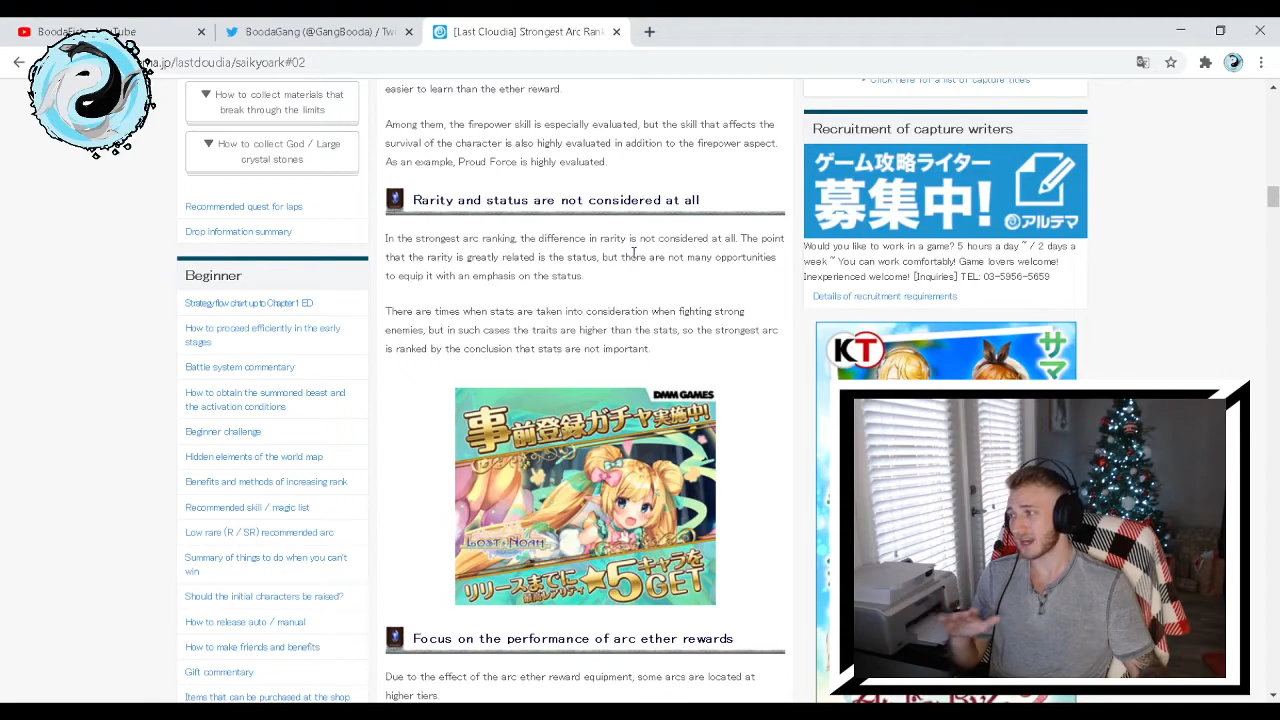 BoodaGang (@GangBooda) / Tw
[Last Cloudia] Strongest Arc Rank
ma.jp/lastcloudia/saikyoark#02
▼ How to collect materials that
break through the limits
▼ How to collect God / Large
crystal stones
Recommended quest for laps
Drop information summary
Beginner
Strategy flow chart up to Chapter 1 ED
How to proceed efficiently in the early
stages
Battle system commentary
How to obtain the summoned beast and
the activation conditions
Beginner challenge
Hidden elements of the world map
Benefits and methods of increasing rank
Recommended skill / magic list
Low rare (R / SR) recommended arc
Summary of things to do when you can't
win
Should the initial characters be raised?
How to release auto / manual
How to make friends and benefits
Gift commentary
Items that can be purchased at the shop
easier to learn than the ether reward.
Among them, the firepower skill is especially evaluated, but the skill that affects the
survival of the character is also highly evaluated in addition to the firepower aspect.
As an example, Proud Force is highly evaluated.
Rarity and status are not considered at all
In the strongest arc ranking, the difference in rarity is not considered at all. The point
that the rarity is greatly related is the status, but there are not many opportunities
to equip it with an emphasis on the status.
There are times when stats are taken into consideration when fighting strong
enemies, but in such cases the traits are higher than the stats, so the strongest arc
is ranked by the conclusion that stats are not important.
DMM GAMES
事前登録ガチャ実施中!
LOST NOAH
リリースまでに
最高レアリティ
★5キャラを
GET
Focus on the performance of arc ether rewards
Due to the effect of the arc ether reward equipment, some arcs are located at
higher tiers.
Click here for a list of capture titles
Recruitment of capture writers
ゲーム攻略ライター
募集中!
アルテマ
Would you like to work in a game? 5 hours a day ~ / 2 days a
week ~ You can work comfortably! Game lovers welcome!
Inexperienced welcome! [Inquiries] TEL: 03-5956-5659
Details of recruitment requirements
KT
サ
マ